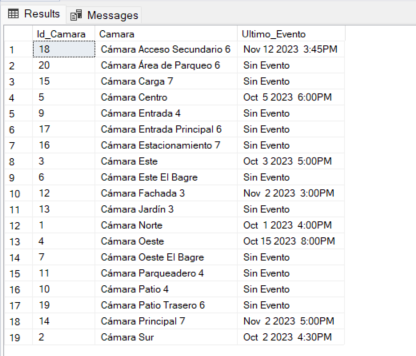 Results Messages
Id_Camara Camara Ultimo_Evento
1 18 Cámara Acceso Secundario 6 Nov 12 2023 3:45PM
2 20 Cámara Área de Parqueo 6 Sin Evento
3 15 Cámara Carga 7 Sin Evento
4 5 Cámara Centro Oct 5 2023 6:00PM
5 9 Cámara Entrada 4 Sin Evento
6 17 Cámara Entrada Principal 6 Sin Evento
7 16 Cámara Estacionamiento 7 Sin Evento
8 3 Cámara Este Oct 3 2023 5:00PM
9 6 Cámara Este El Bagre Sin Evento
10 12 Cámara Fachada 3 Nov 2 2023 3:00PM
11 13 Cámara Jardín 3 Sin Evento
12 1 Cámara Norte Oct 1 2023 4:00PM
13 4 Cámara Oeste Oct 15 2023 8:00PM
14 7 Cámara Oeste El Bagre Sin Evento
15 11 Cámara Parqueadero 4 Sin Evento
16 10 Cámara Patio 4 Sin Evento
17 19 Cámara Patio Trasero 6 Sin Evento
18 14 Cámara Principal 7 Nov 2 2023 5:00PM
19 2 Cámara Sur Oct 2 2023 4:30PM